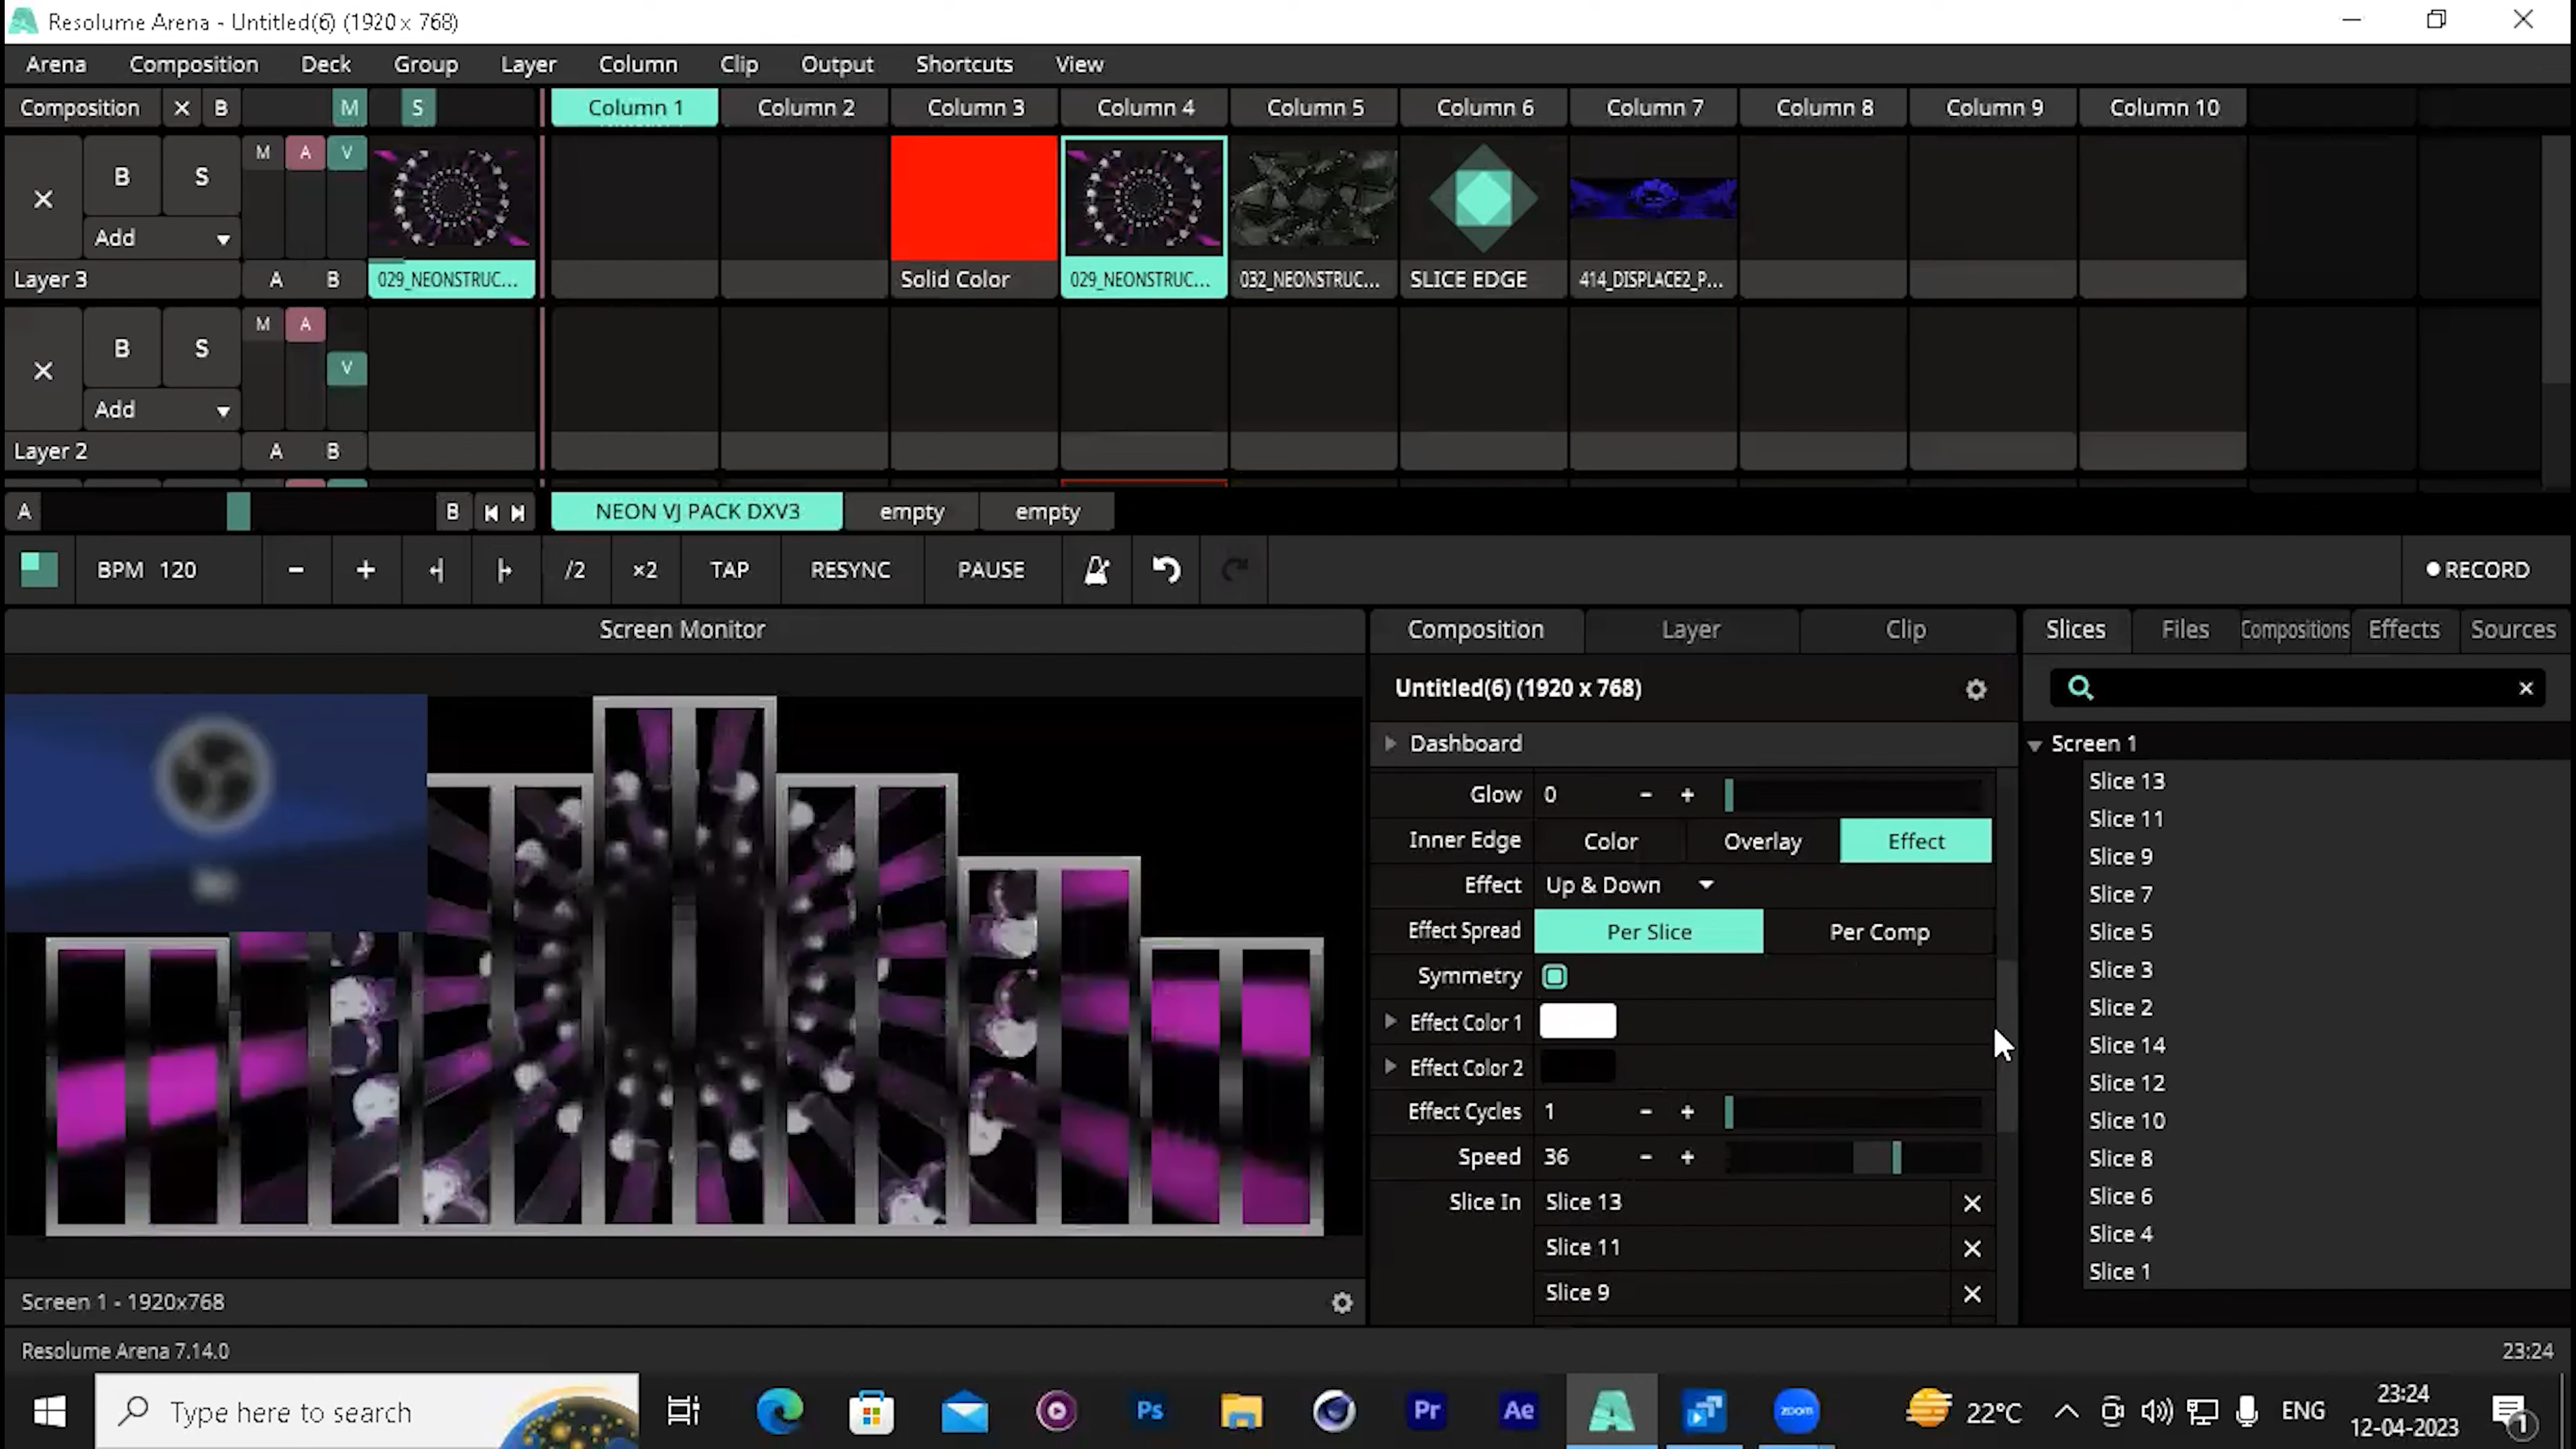 Resolume Arena - Untitled(6) (1920 x 768)
Arena Composition Deck Group Layer Column Clip Output Shortcuts View
Composition B M S Column 1 Column 2 Column 3 Column 4 Column 5 Column 6 Column 7 Column 8 Column 9 Column 10
M A V
B S
Add
Layer 3 A B 029_NEONSTRUC... Solid Color 029_NEONSTRUC... 032_NEONSTRUC... SLICE EDGE 414_DISPLACE2_P...
M A
B S V
Add
Layer 2 A B
A B NEON VJ PACK DXV3 empty empty
BPM 120 - + /2 ×2 TAP RESYNC PAUSE RECORD
Screen Monitor Composition Layer Clip Slices Files Compositions Effects Sources
Untitled(6) (1920 x 768)
Dashboard
Glow 0 - +
Inner Edge Color Overlay Effect
Effect Up & Down
Effect Spread Per Slice Per Comp
Symmetry
Effect Color 1
Effect Color 2
Effect Cycles 1 - +
Speed 36 - +
Slice In Slice 13
Slice 11
Slice 9
Screen 1
Slice 13
Slice 11
Slice 9
Slice 7
Slice 5
Slice 3
Slice 2
Slice 14
Slice 12
Slice 10
Slice 8
Slice 6
Slice 4
Slice 1
Screen 1 - 1920x768
Resolume Arena 7.14.0 23:24
Type here to search Ps Pr Ae zoom 22°C ENG 23:24
12-04-2023 1